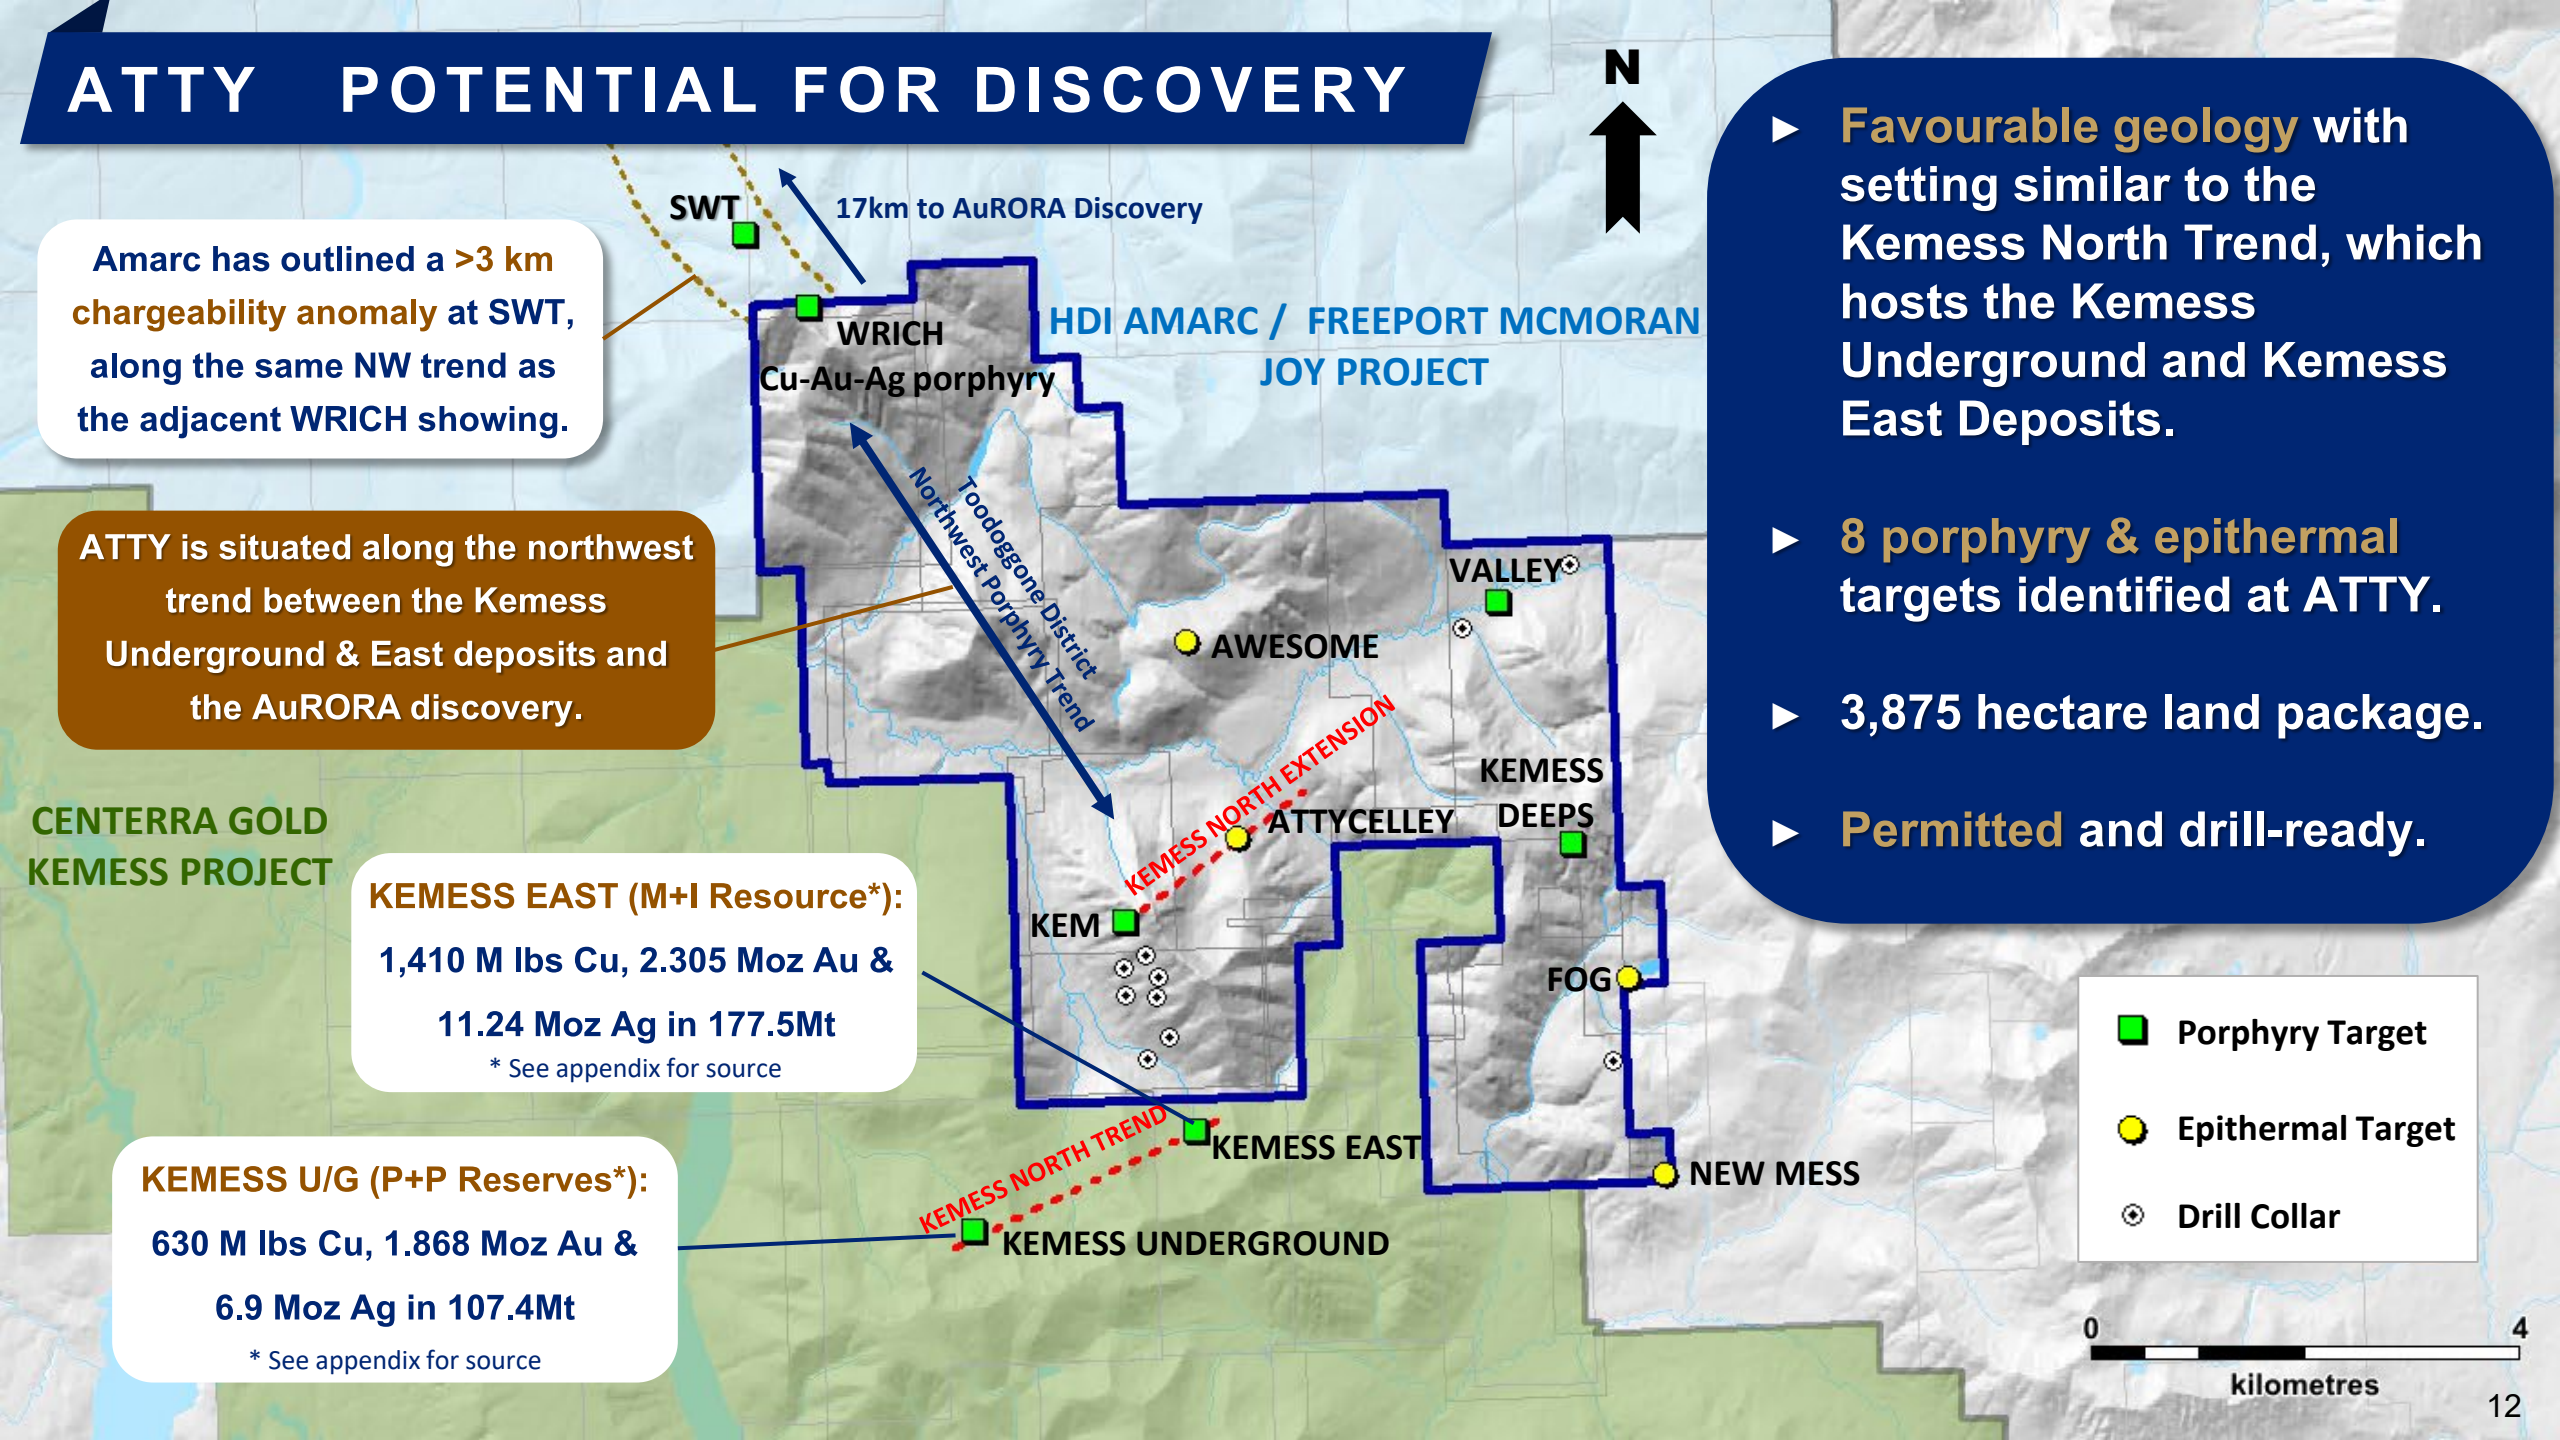 ATTY POTENTIAL FOR DISCOVERY
N
► Favourable geology with
setting similar to the
Kemess North Trend, which
hosts the Kemess
Underground and Kemess
East Deposits.
► 8 porphyry & epithermal
targets identified at ATTY.
► 3,875 hectare land package.
► Permitted and drill-ready.
SWT
17km to AuRORA Discovery
Amarc has outlined a >3 km
chargeability anomaly at SWT,
along the same NW trend as
the adjacent WRICH showing.
WRICH
Cu-Au-Ag porphyry
HDI AMARC / FREEPORT MCMORAN
JOY PROJECT
Toodoggone District
Northwest Porphyry Trend
ATTY is situated along the northwest
trend between the Kemess
Underground & East deposits and
the AuRORA discovery.
VALLEY
AWESOME
KEMESS NORTH EXTENSION
ATTYCELLEY
KEMESS
DEEPS
CENTERRA GOLD
KEMESS PROJECT
KEMESS EAST (M+I Resource*):
1,410 M lbs Cu, 2.305 Moz Au &
11.24 Moz Ag in 177.5Mt
* See appendix for source
KEM
FOG
KEMESS NORTH TREND
KEMESS EAST
NEW MESS
KEMESS UNDERGROUND
KEMESS U/G (P+P Reserves*):
630 M lbs Cu, 1.868 Moz Au &
6.9 Moz Ag in 107.4Mt
* See appendix for source
Porphyry Target
Epithermal Target
Drill Collar
0 4
kilometres
12